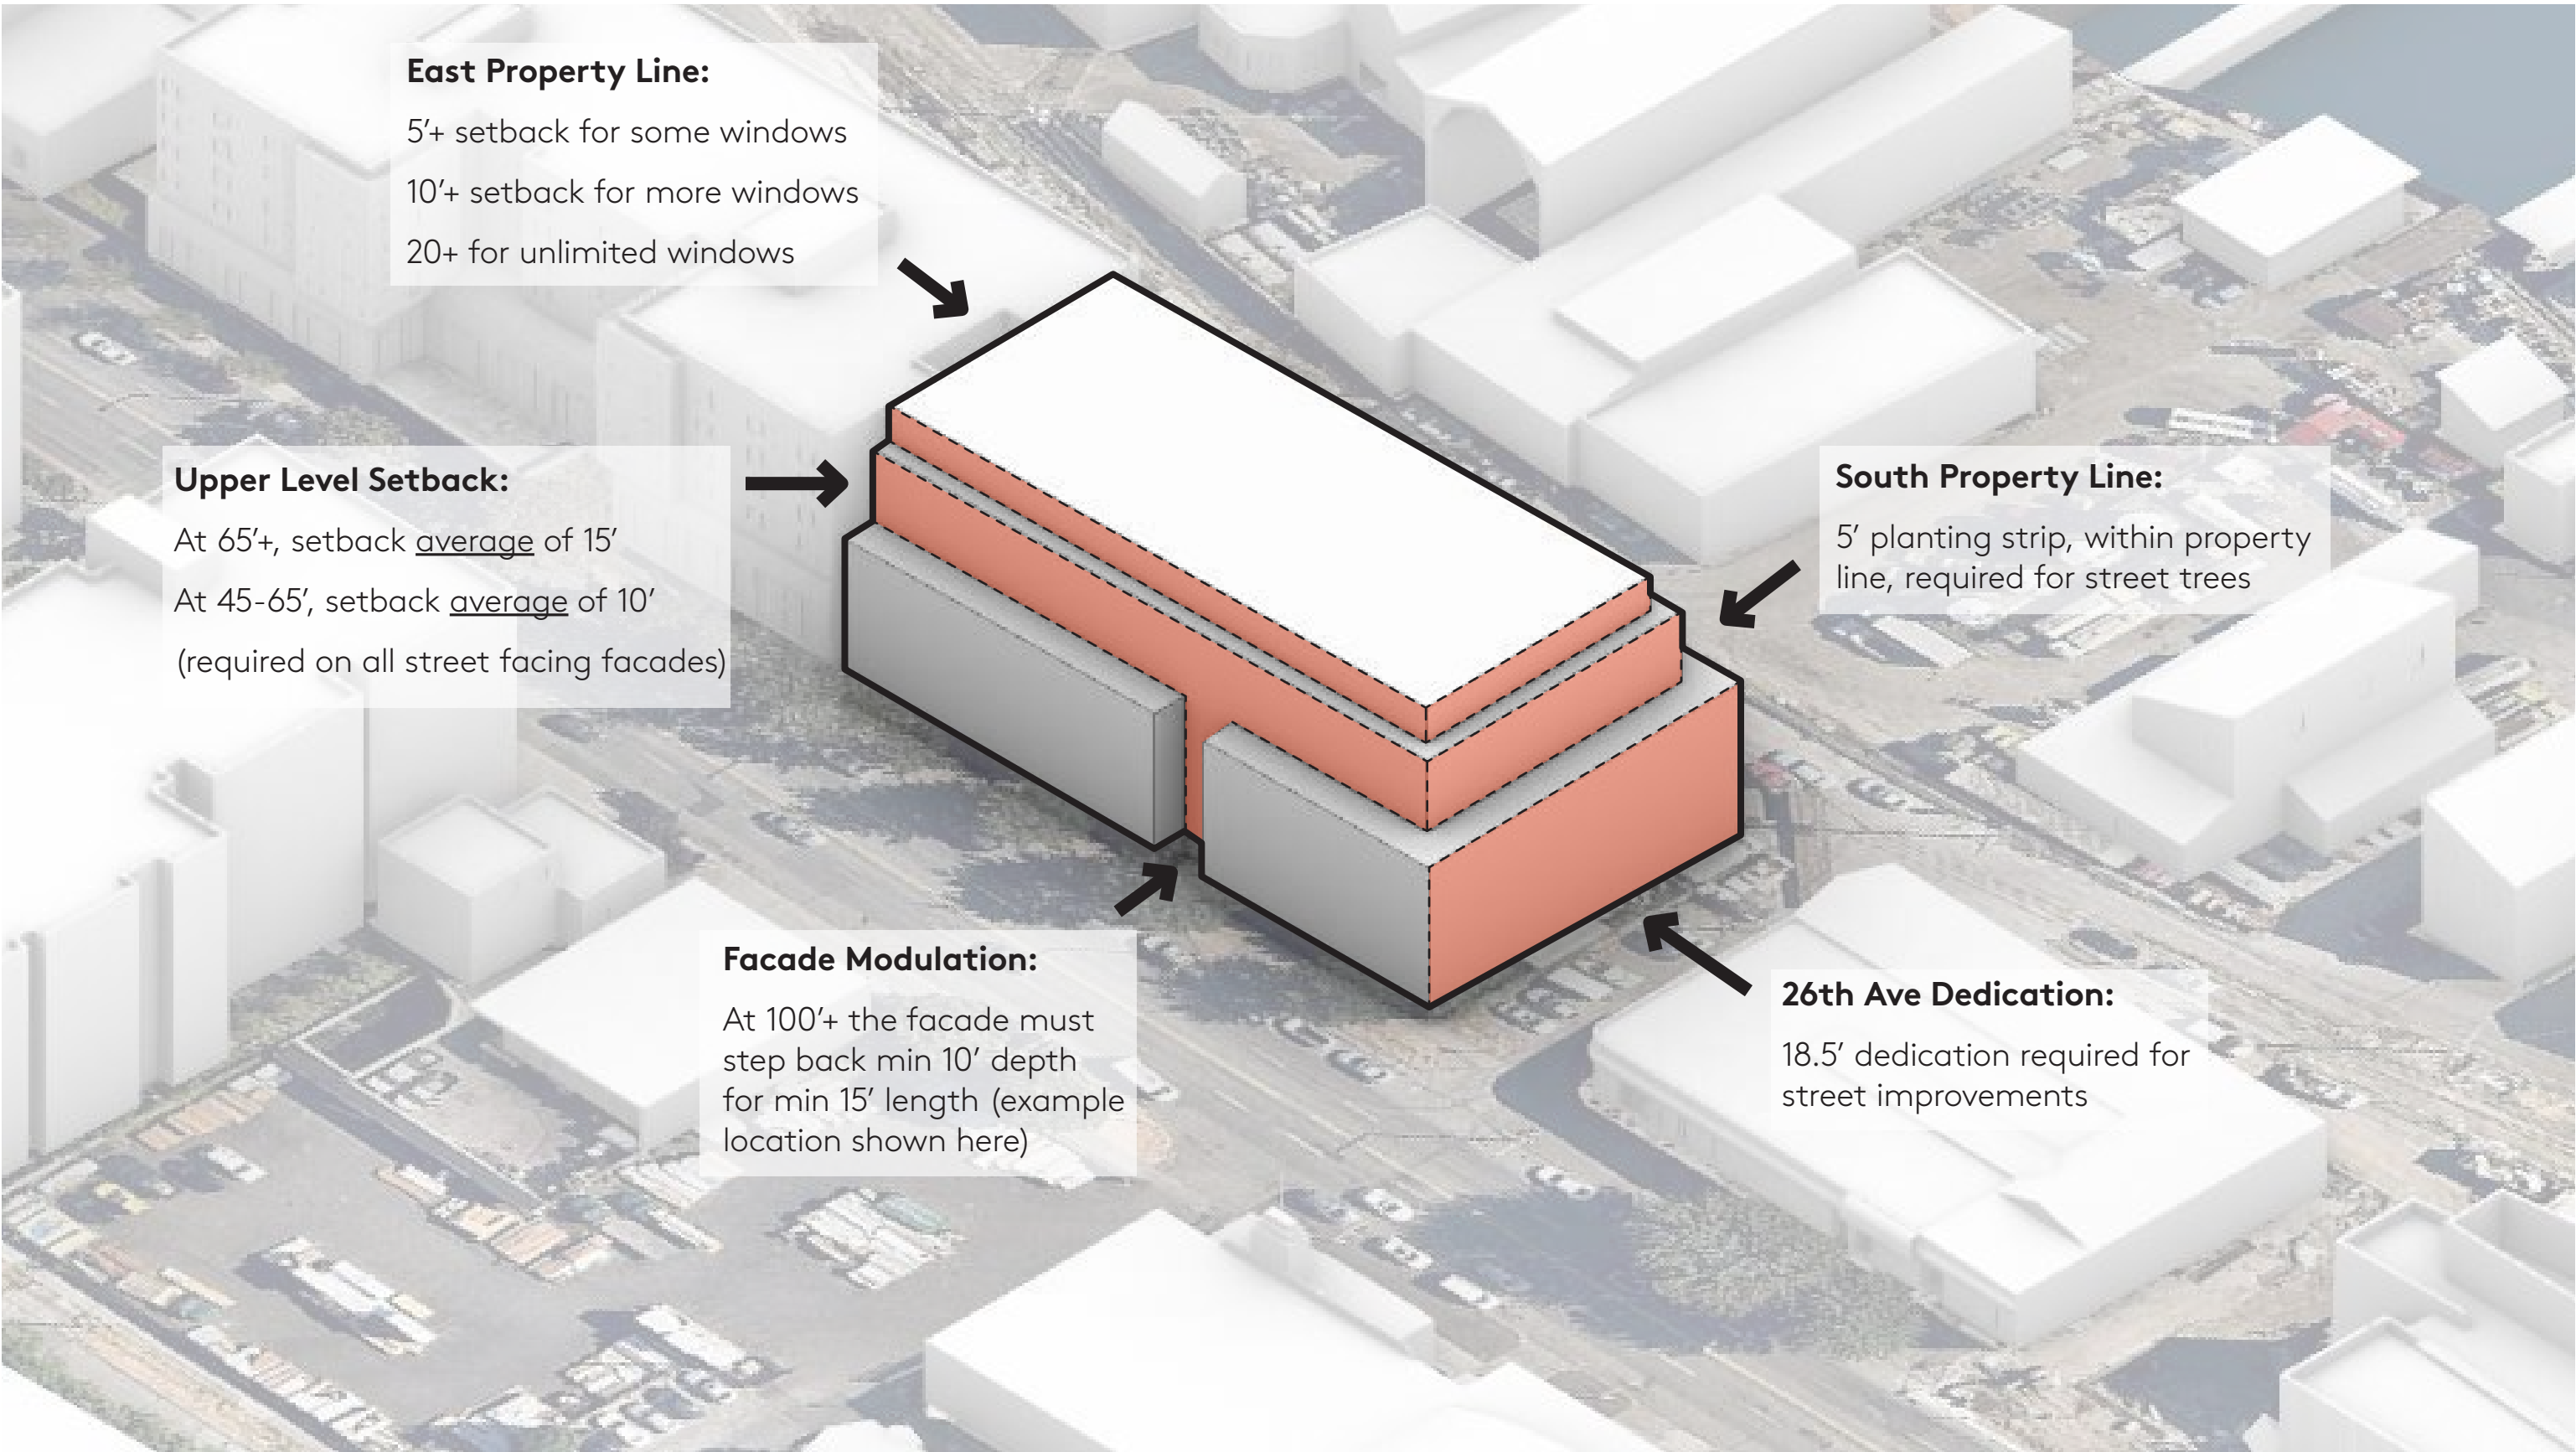 East Property Line:
5’+ setback for some windows
10’+ setback for more windows
20+ for unlimited windows
Upper Level Setback:
At 65’+, setback average of 15’
At 45-65’, setback average of 10’
(required on all street facing facades)
South Property Line:
5’ planting strip, within property
line, required for street trees
Facade Modulation:
At 100’+ the facade must
step back min 10’ depth
for min 15’ length (example
location shown here)
26th Ave Dedication:
18.5’ dedication required for
street improvements